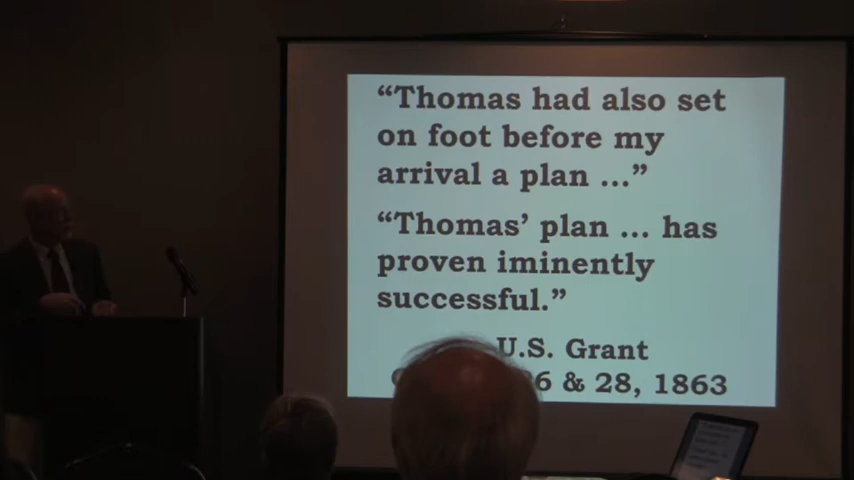 “Thomas had also set
on foot before my
arrival a plan ...”
“Thomas’ plan ... has
proven iminently
successful.”
U.S. Grant
6 & 28, 1863